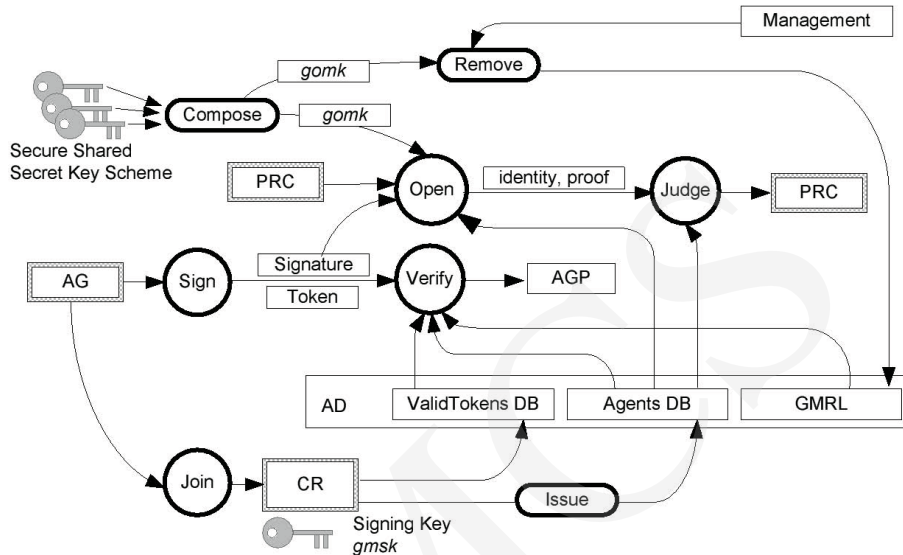 Management
gomk
Remove
Compose
gomk
Secure Shared
Secret Key Scheme
PRC
Open
identity, proof
Judge
PRC
AG
Sign
Signature
Token
Verify
AGP
AD
ValidTokens DB
Agents DB
GMRL
Join
CR
Issue
Signing Key
gmsk
MCS